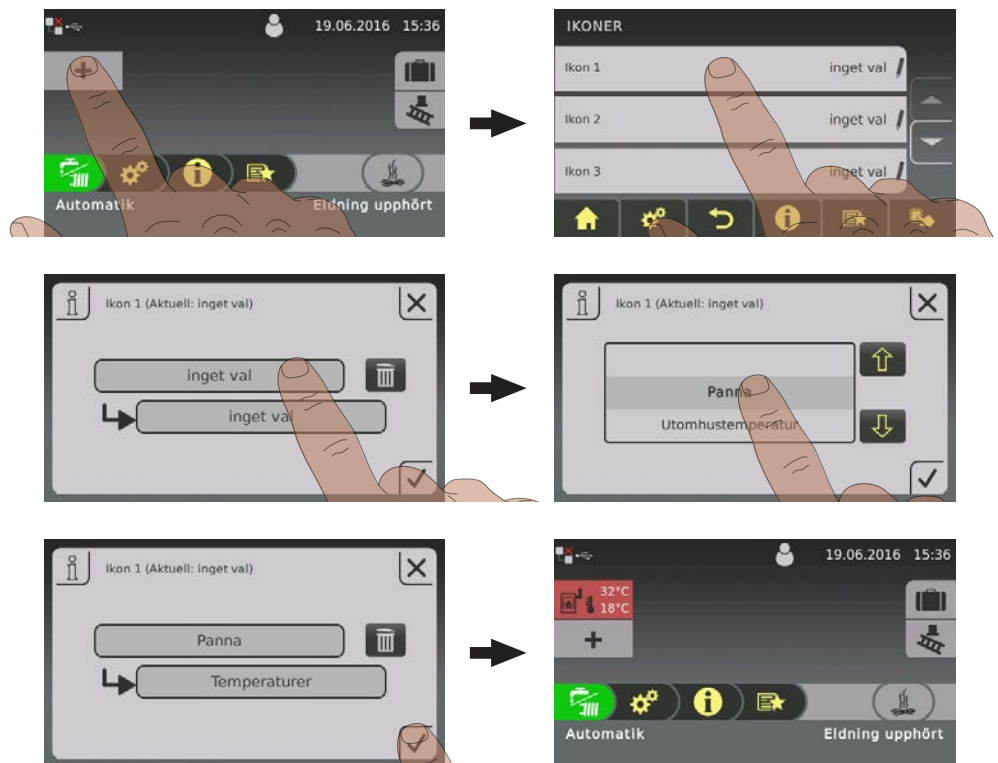 19.06.2016 15:36
Automatik
Eldning upphört
IKONER
Ikon 1 inget val
Ikon 2 inget val
Ikon 3 inget val
Ikon 1 (Aktuell: inget val)
inget val
inget val
Ikon 1 (Aktuell: inget val)
Panna
Utomhustemperatur
Ikon 1 (Aktuell: inget val)
Panna
Temperaturer
19.06.2016 15:36
32°C
18°C
Automatik
Eldning upphört